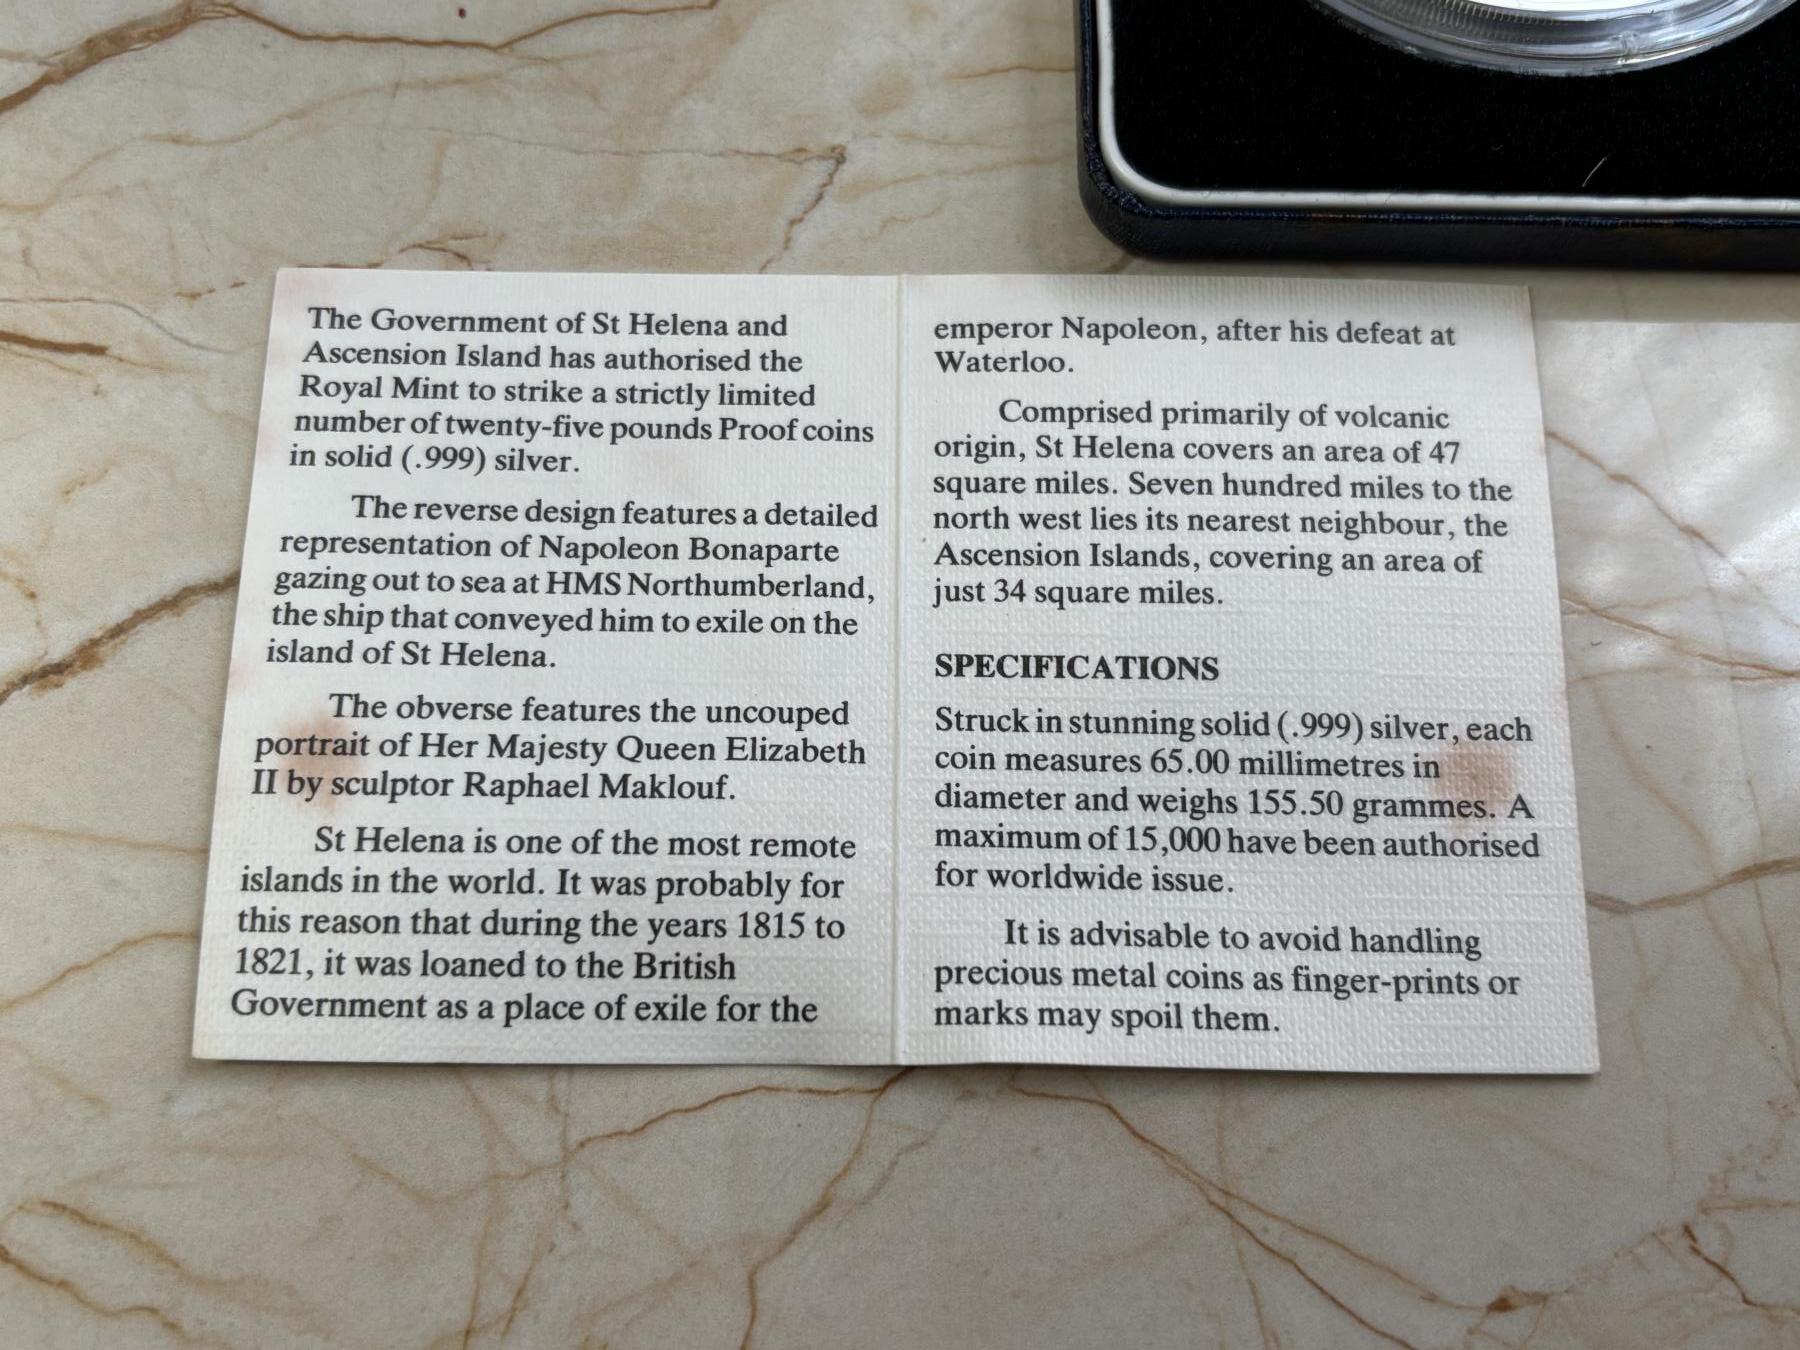 The Government of St Helena and
Ascension Island has authorised the
Royal Mint to strike a strictly limited
number of twenty-five pounds Proof coins
in solid (.999) silver.
The reverse design features a detailed
representation of Napoleon Bonaparte
gazing out to sea at HMS Northumberland,
the ship that conveyed him to exile on the
island of St Helena.
The obverse features the uncouped
portrait of Her Majesty Queen Elizabeth
II by sculptor Raphael Maklouf.
St Helena is one of the most remote
islands in the world. It was probably for
this reason that during the years 1815 to
1821, it was loaned to the British
Government as a place of exile for the
emperor Napoleon, after his defeat at
Waterloo.
Comprised primarily of volcanic
origin, St Helena covers an area of 47
square miles. Seven hundred miles to the
north west lies its nearest neighbour, the
Ascension Islands, covering an area of
just 34 square miles.
SPECIFICATIONS
Struck in stunning solid (.999) silver, each
coin measures 65.00 millimetres in
diameter and weighs 155.50 grammes. A
maximum of 15,000 have been authorised
for worldwide issue.
It is advisable to avoid handling
precious metal coins as finger-prints or
marks may spoil them.